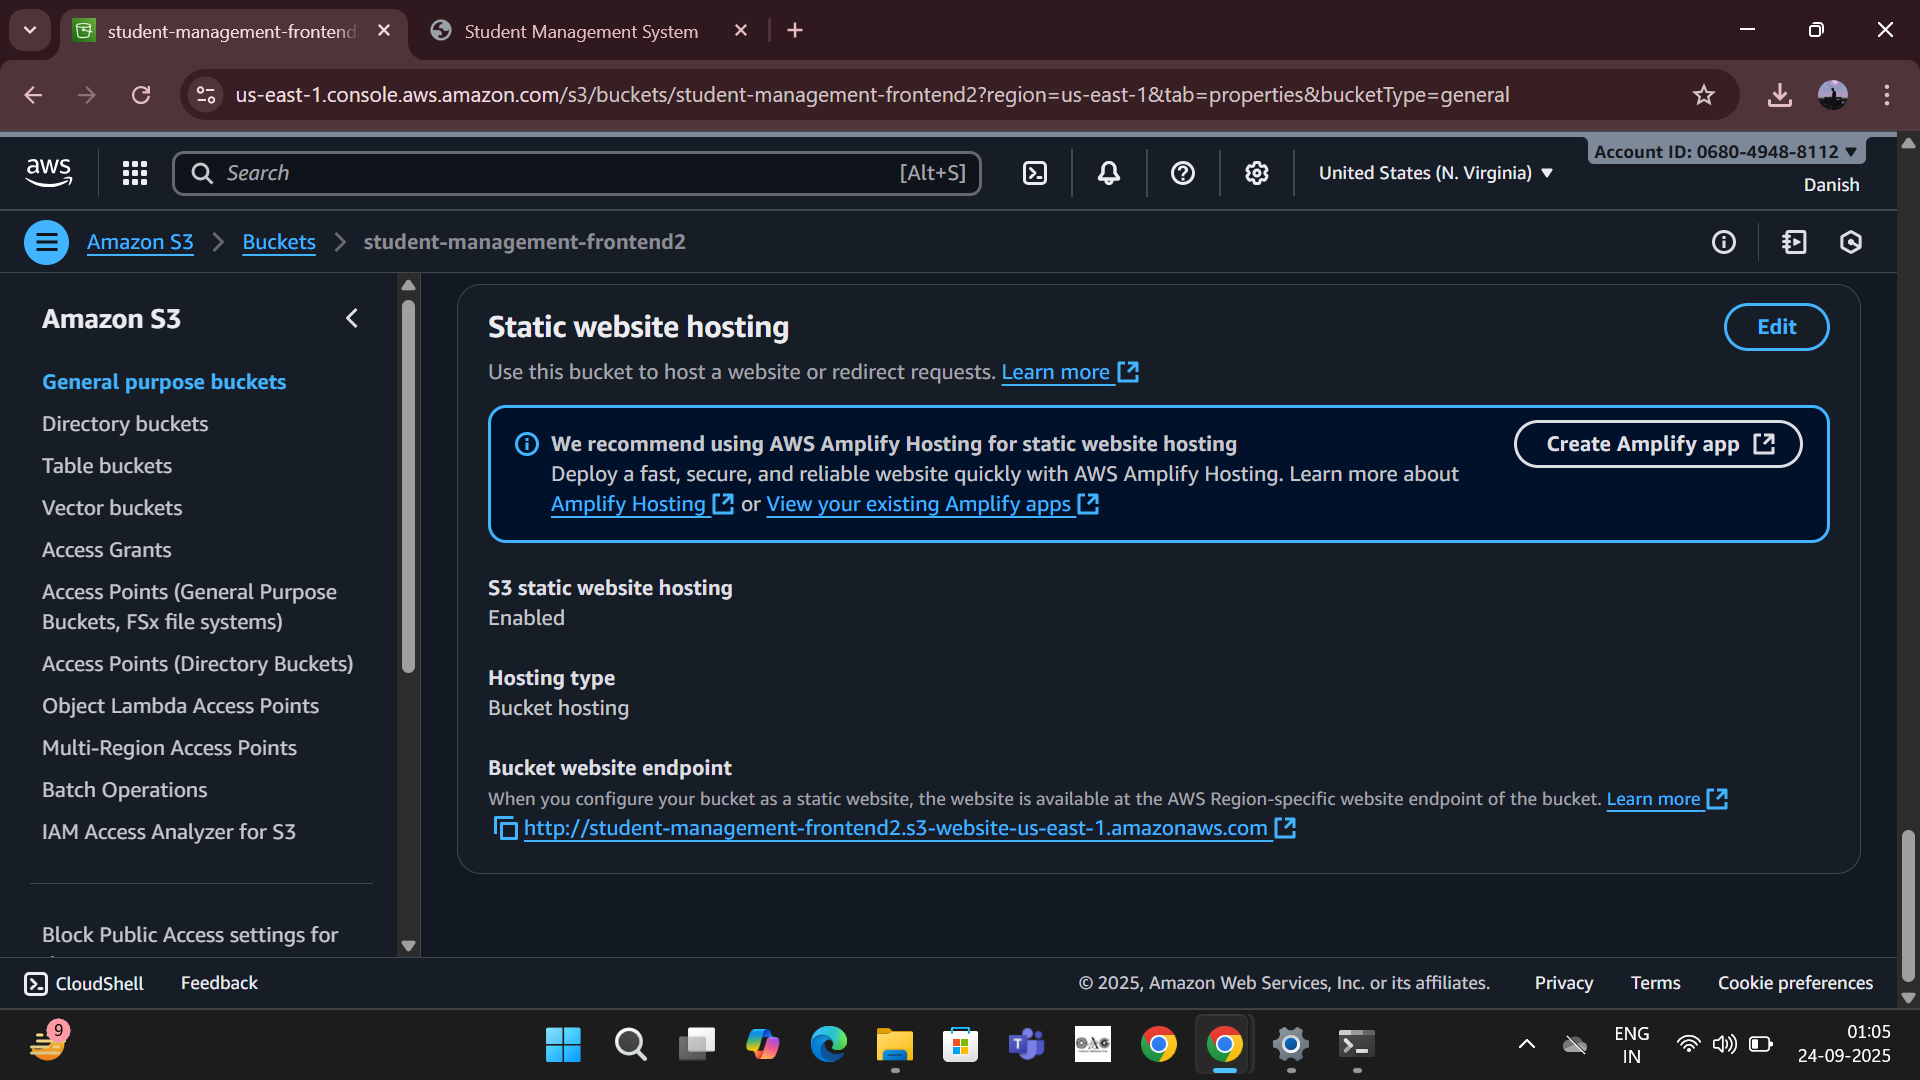 student-management-frontend
Student Management System
us-east-1.console.aws.amazon.com/s3/buckets/student-management-frontend2?region=us-east-1&tab=properties&bucketType=general
aws
Search
[Alt+S]
United States (N. Virginia)
Account ID: 0680-4948-8112
Danish
Amazon S3
Buckets
student-management-frontend2
Amazon S3
General purpose buckets
Directory buckets
Table buckets
Vector buckets
Access Grants
Access Points (General Purpose
Buckets, FSx file systems)
Access Points (Directory Buckets)
Object Lambda Access Points
Multi-Region Access Points
Batch Operations
IAM Access Analyzer for S3
Block Public Access settings for
Static website hosting
Edit
Use this bucket to host a website or redirect requests. Learn more
We recommend using AWS Amplify Hosting for static website hosting
Deploy a fast, secure, and reliable website quickly with AWS Amplify Hosting. Learn more about
Amplify Hosting or View your existing Amplify apps
Create Amplify app
S3 static website hosting
Enabled
Hosting type
Bucket hosting
Bucket website endpoint
When you configure your bucket as a static website, the website is available at the AWS Region-specific website endpoint of the bucket. Learn more
http://student-management-frontend2.s3-website-us-east-1.amazonaws.com
CloudShell
Feedback
© 2025, Amazon Web Services, Inc. or its affiliates.
Privacy
Terms
Cookie preferences
9
ENG
IN
01:05
24-09-2025